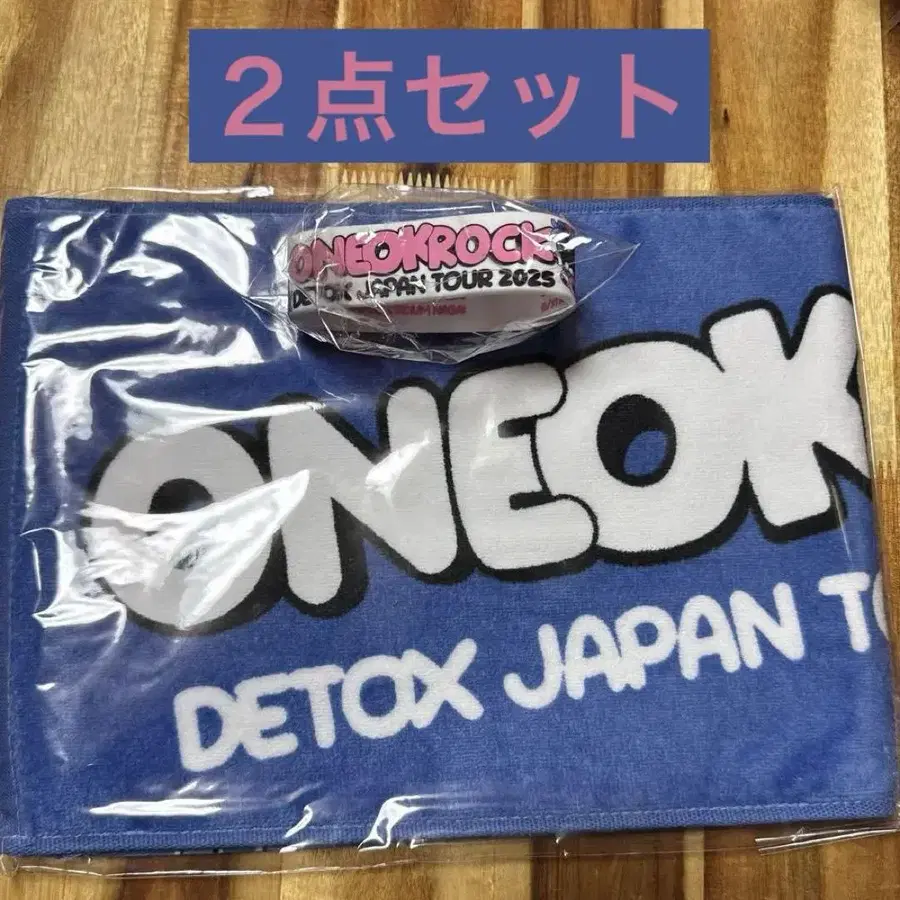 ２点セット
ONEOKROCK
DETOX JAPAN TOUR 2025
ONEOK
DETOX JAPAN TO